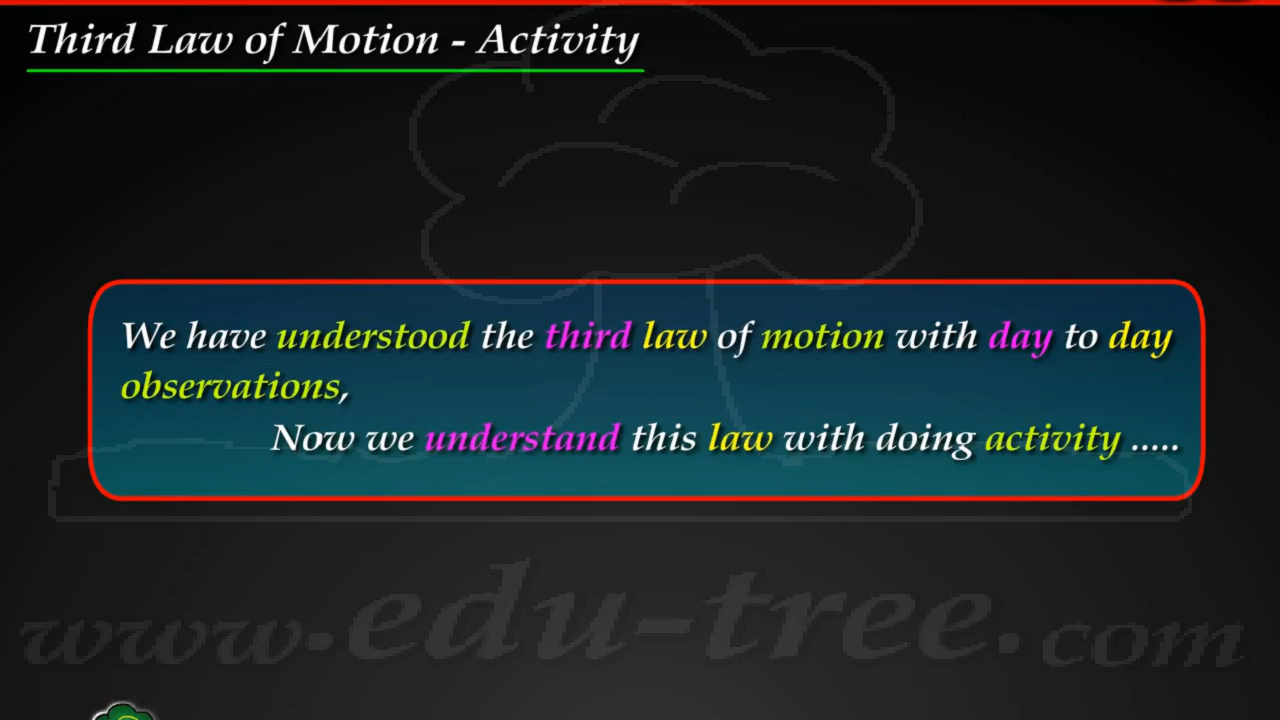 Third Law of Motion - Activity
We have understood the third law of motion with day to day
observations,
Now we understand this law with doing activity .....
www.edu-tree.com